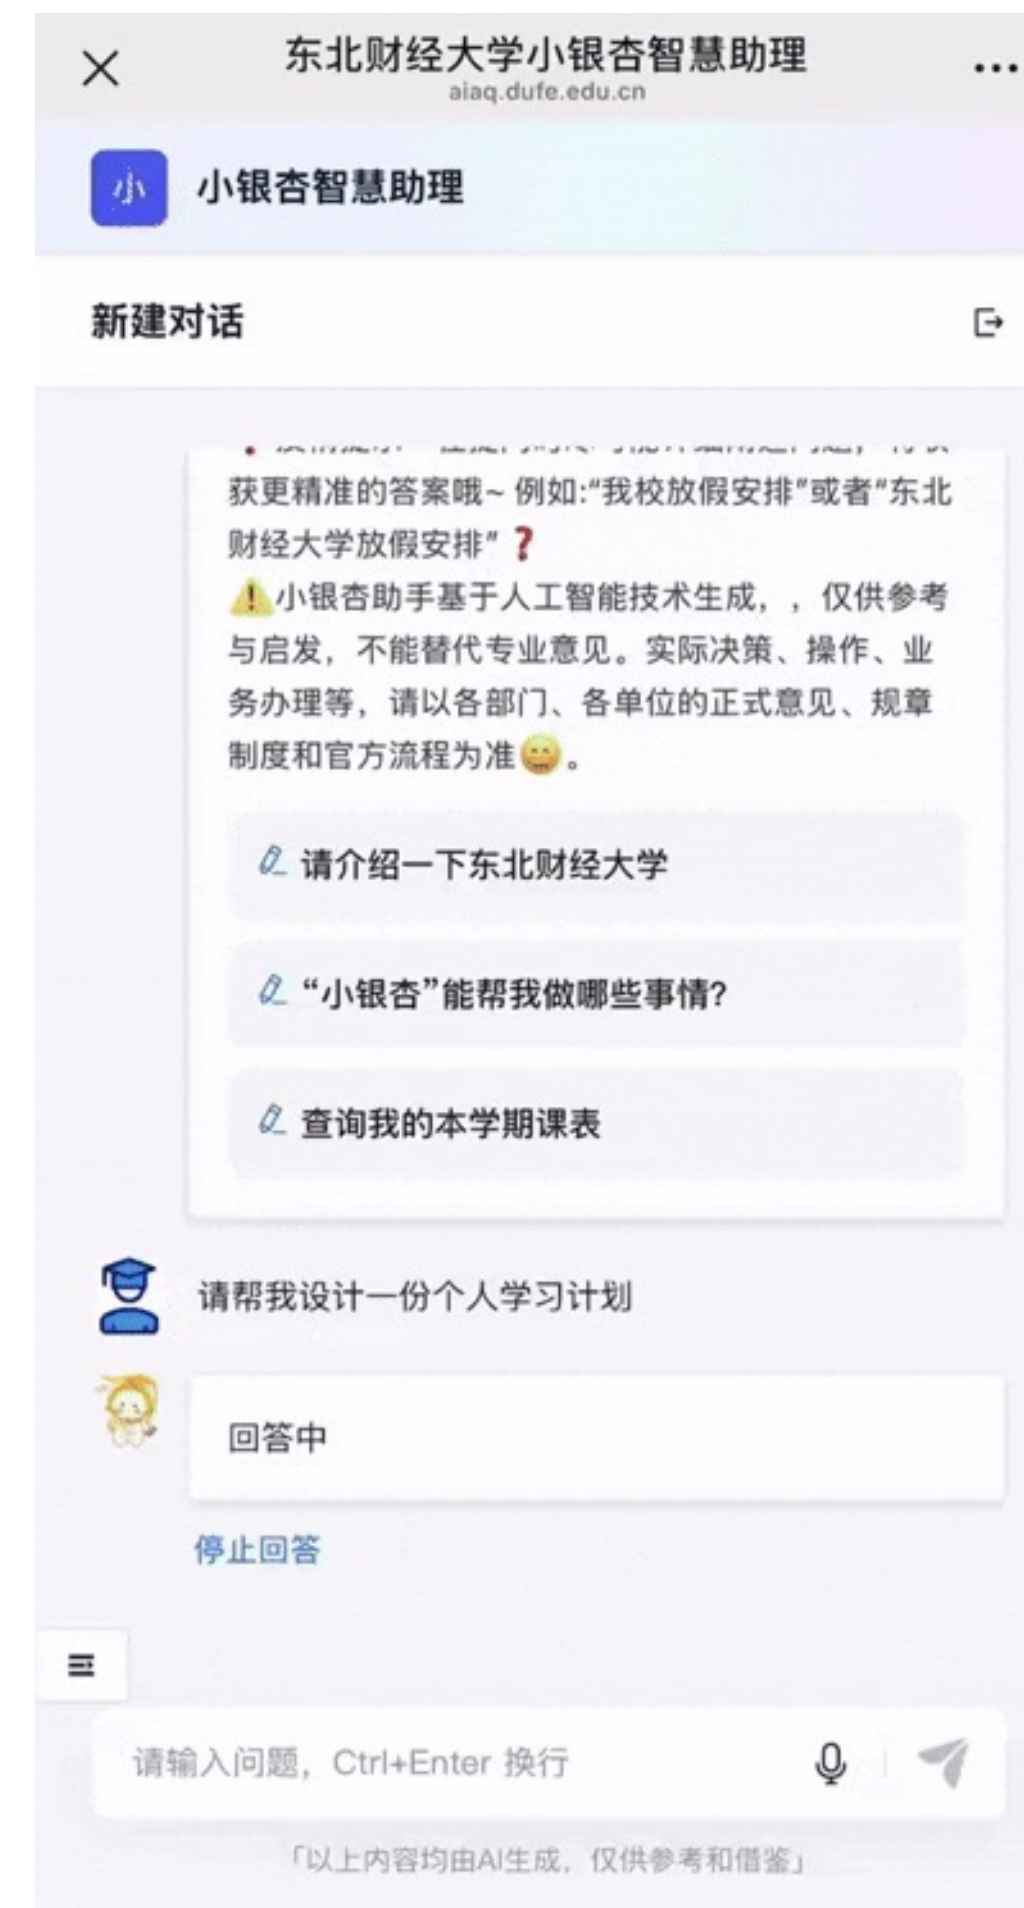 东北财经大学小银杏智慧助理
aiaq.dufe.edu.cn
小
小银杏智慧助理
新建对话
获更精准的答案哦~ 例如:“我校放假安排”或者“东北
财经大学放假安排”❓
⚠️小银杏助手基于人工智能技术生成，，仅供参考
与启发，不能替代专业意见。实际决策、操作、业
务办理等，请以各部门、各单位的正式意见、规章
制度和官方流程为准😄。
请介绍一下东北财经大学
“小银杏”能帮我做哪些事情?
查询我的本学期课表
请帮我设计一份个人学习计划
回答中
停止回答
请输入问题，Ctrl+Enter 换行
「以上内容均由AI生成，仅供参考和借鉴」